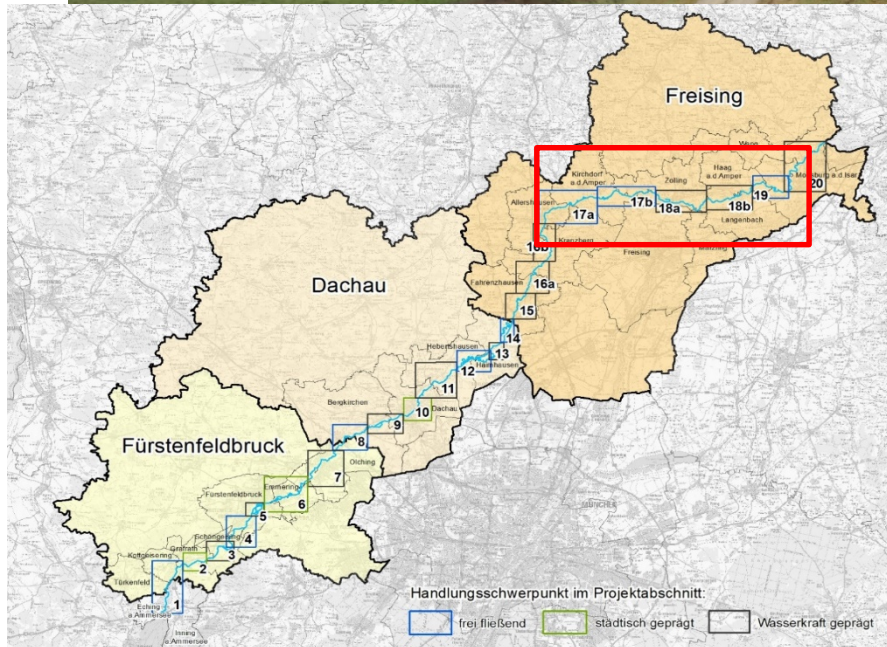 Freising
Wang
Kirchdorf
a.d.Amper
Zolling
Haag
a.d.Amper
Moosburg a.d.Isar
20
19
Allershausen
17a
17b
18a
18b
Langenbach
16b
Kranzberg
Freising
Fahrenzhausen
16a
Dachau
15
14
Hebertshausen
13
12
Haimhausen
11
Bergkirchen
10
Dachau
9
8
Fürstenfeldbruck
Olching
7
Emmering
Fürstenfeldbruck
6
5
Schöngeising
4
Grafrath
3
Kottgeisering
2
Türkenfeld
1
Eching
a.Ammersee
Inning
a.Ammersee
MÜNCHEN
Handlungsschwerpunkt im Projektabschnitt:
frei fließend
städtisch geprägt
Wasserkraft geprägt